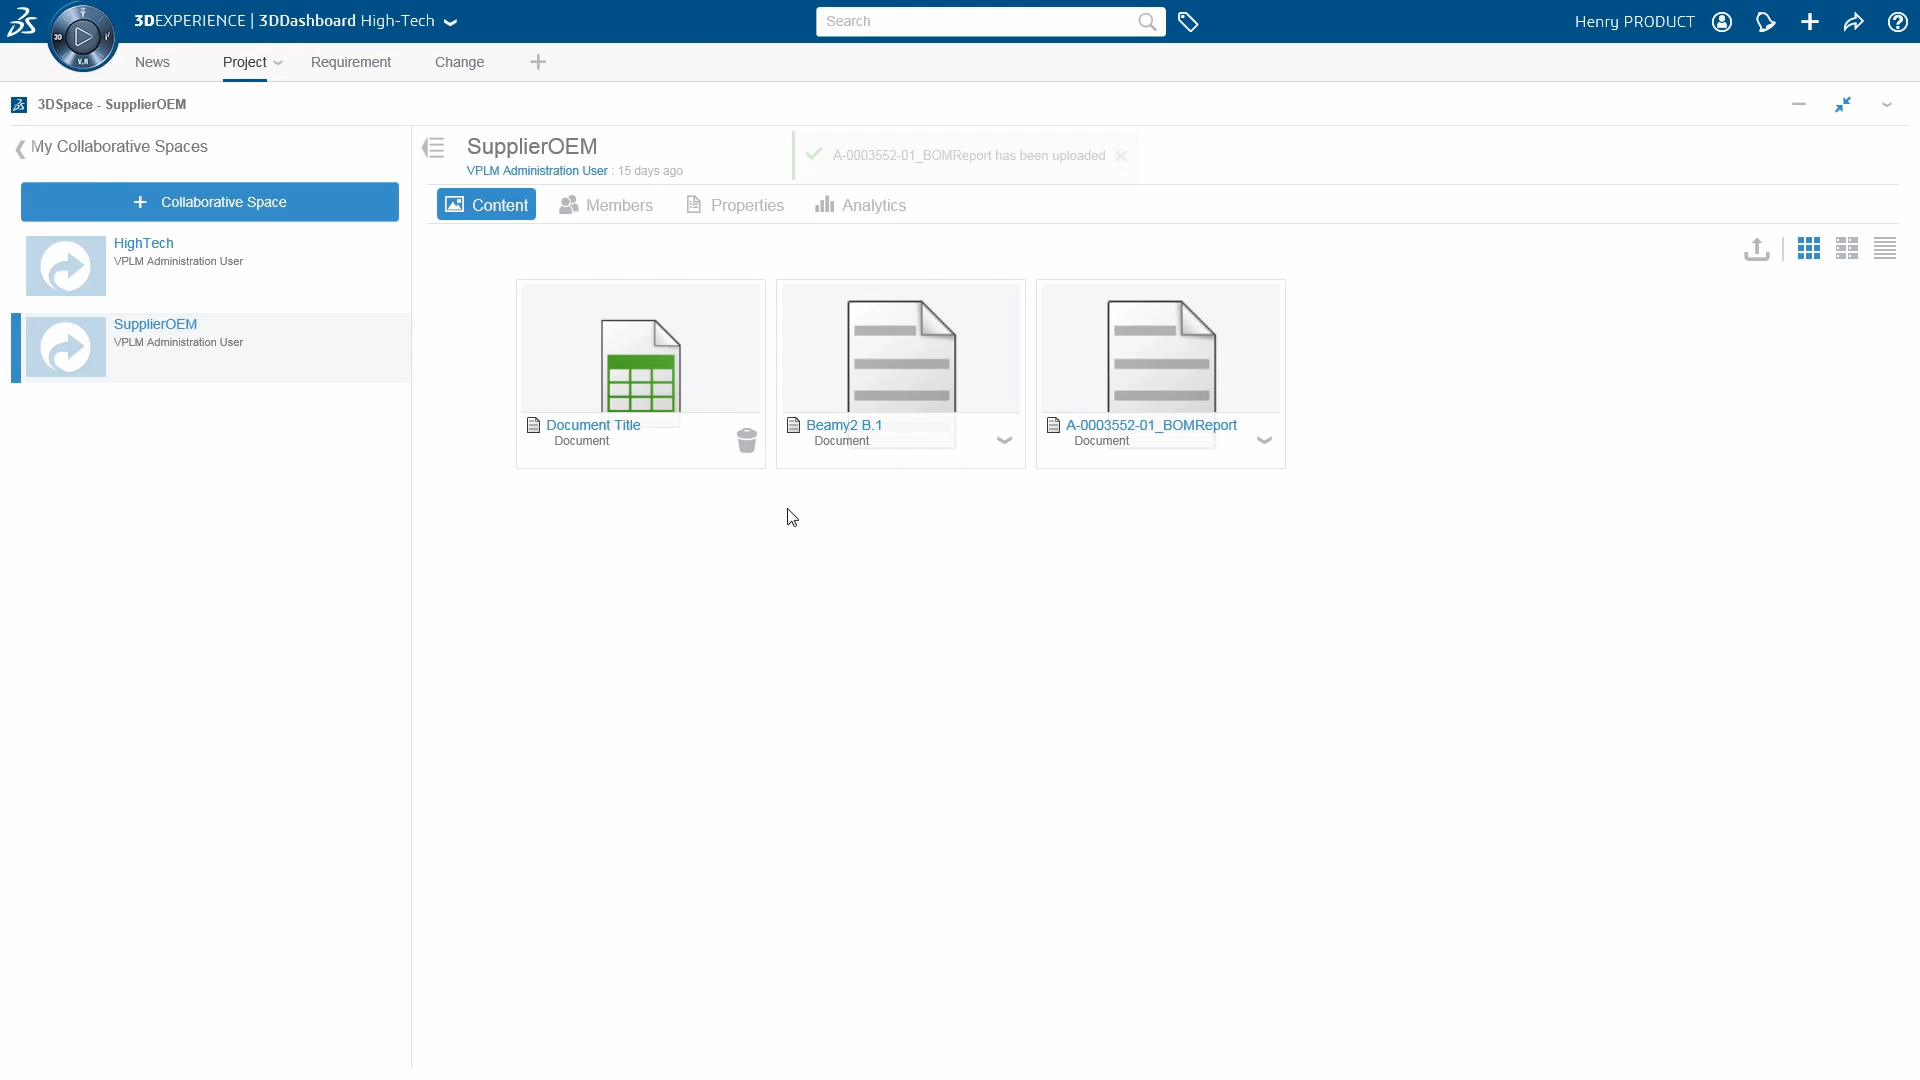 3DEXPERIENCE | 3DDashboard High-Tech
Search
Henry PRODUCT
3D
V.R
News
Project
Requirement
Change
3DSpace - SupplierOEM
My Collaborative Spaces
Collaborative Space
HighTech
VPLM Administration User
SupplierOEM
VPLM Administration User
SupplierOEM
VPLM Administration User : 15 days ago
A-0003552-01_BOMReport has been uploaded
Content
Members
Properties
Analytics
Document Title
Document
Beamy2 B.1
Document
A-0003552-01_BOMReport
Document